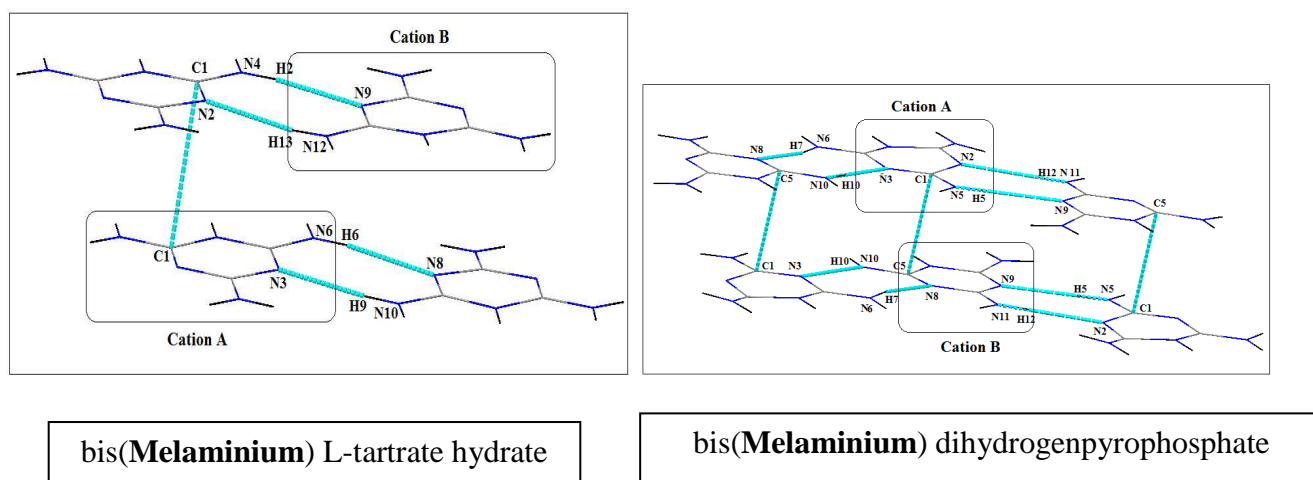 Cation B
C1 N4 H2
N2 N9
H13 N12
C1 N6 H6
N3 N8
H9 N10
Cation A
bis(Melaminium) L-tartrate hydrate
Cation A
N8 H7 N6 N2
C5 N10 H10 N3 C1 H12 N11
N5 H5 N9 C5
C1 N3 H10 N10 C5 N9 H5 N5
H7 N8 C1
N6 N11 H12 N2
Cation B
bis(Melaminium) dihydrogenpyrophosphate